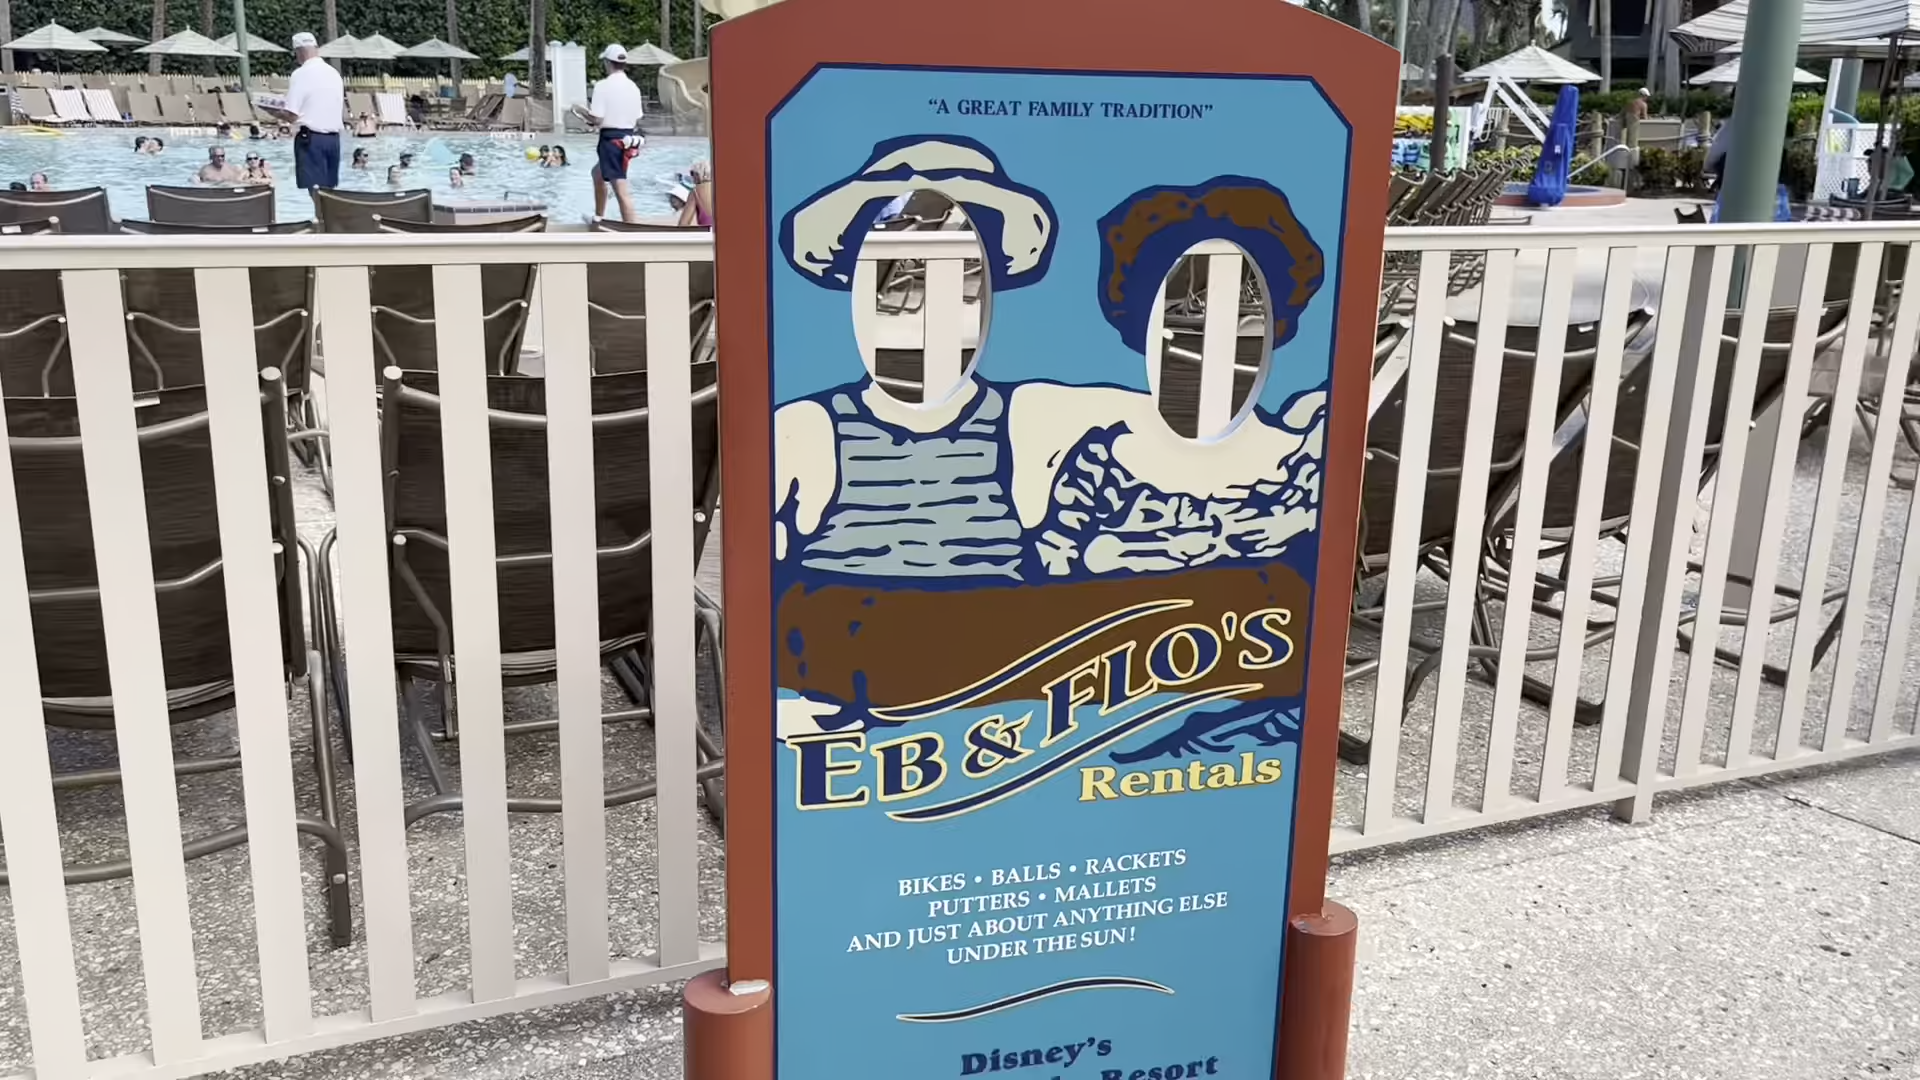 “A GREAT FAMILY TRADITION”
EB & FLO'S
Rentals
BIKES • BALLS • RACKETS
PUTTERS • MALLETS
AND JUST ABOUT ANYTHING ELSE
UNDER THE SUN!
Disney’s
Resort